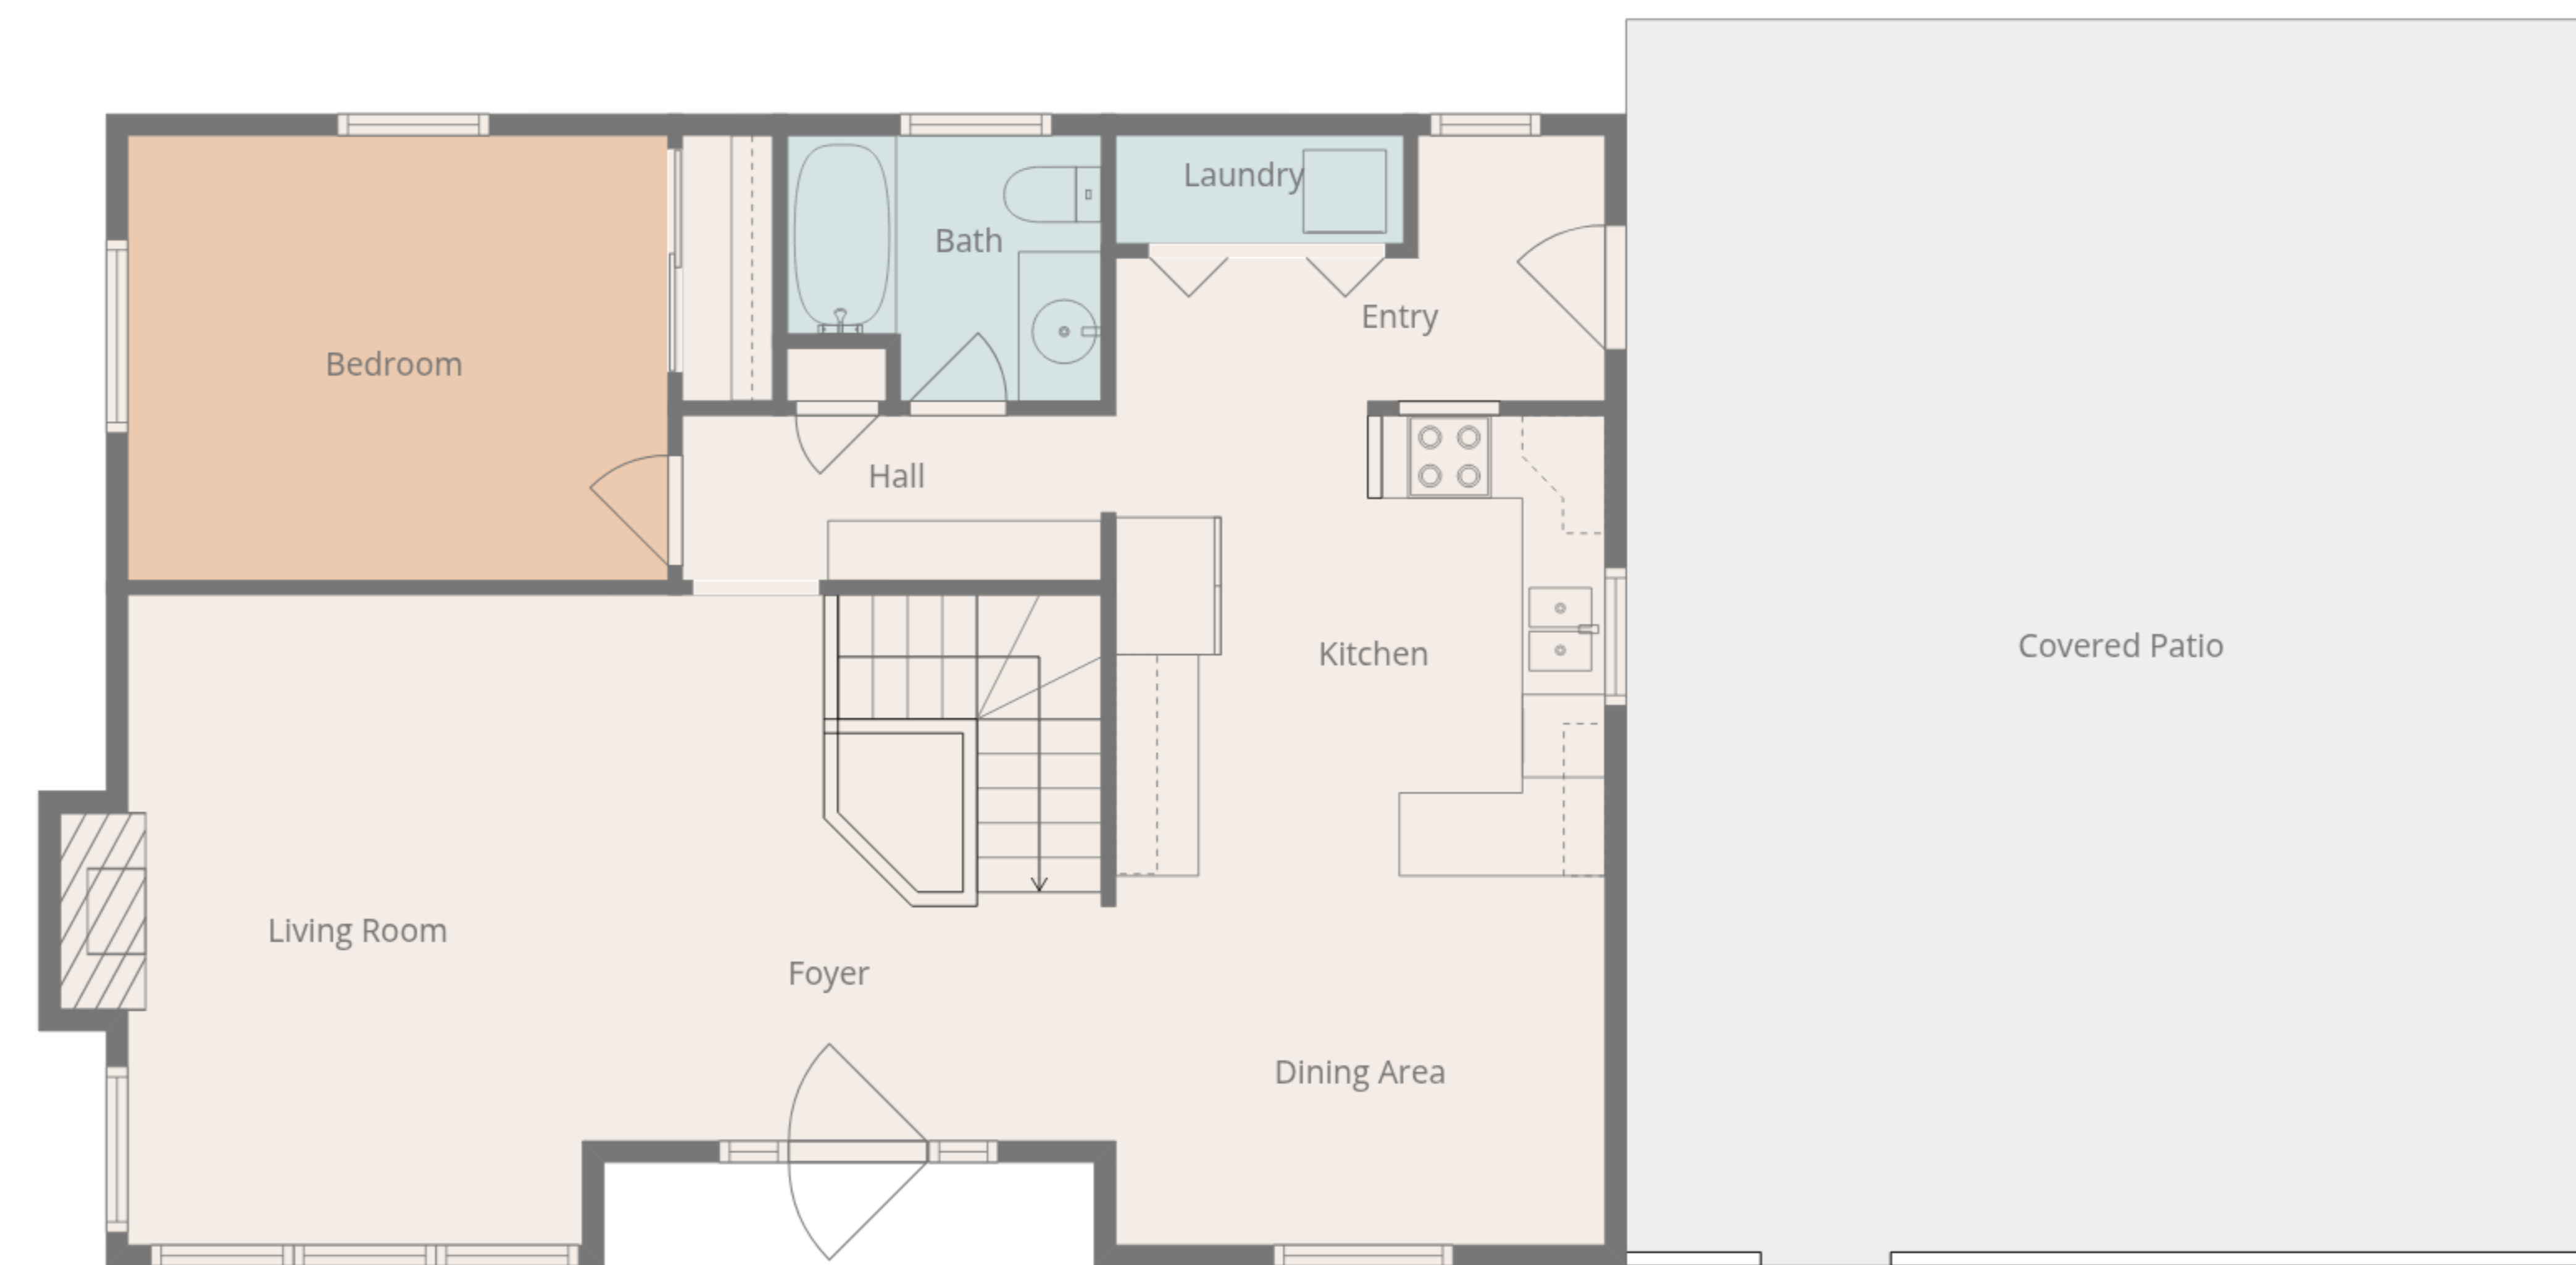 Laundry
Bath
Entry
Bedroom
Hall
Kitchen
Covered Patio
Living Room
Foyer
Dining Area